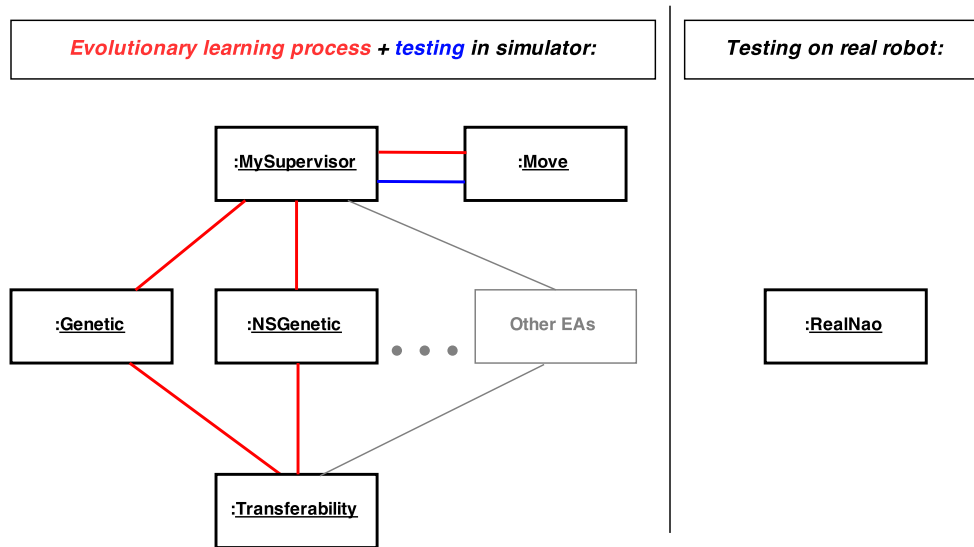 Evolutionary learning process + testing in simulator:
Testing on real robot:
:MySupervisor
:Move
:Genetic
:NSGenetic
Other EAs
:RealNao
:Transferability